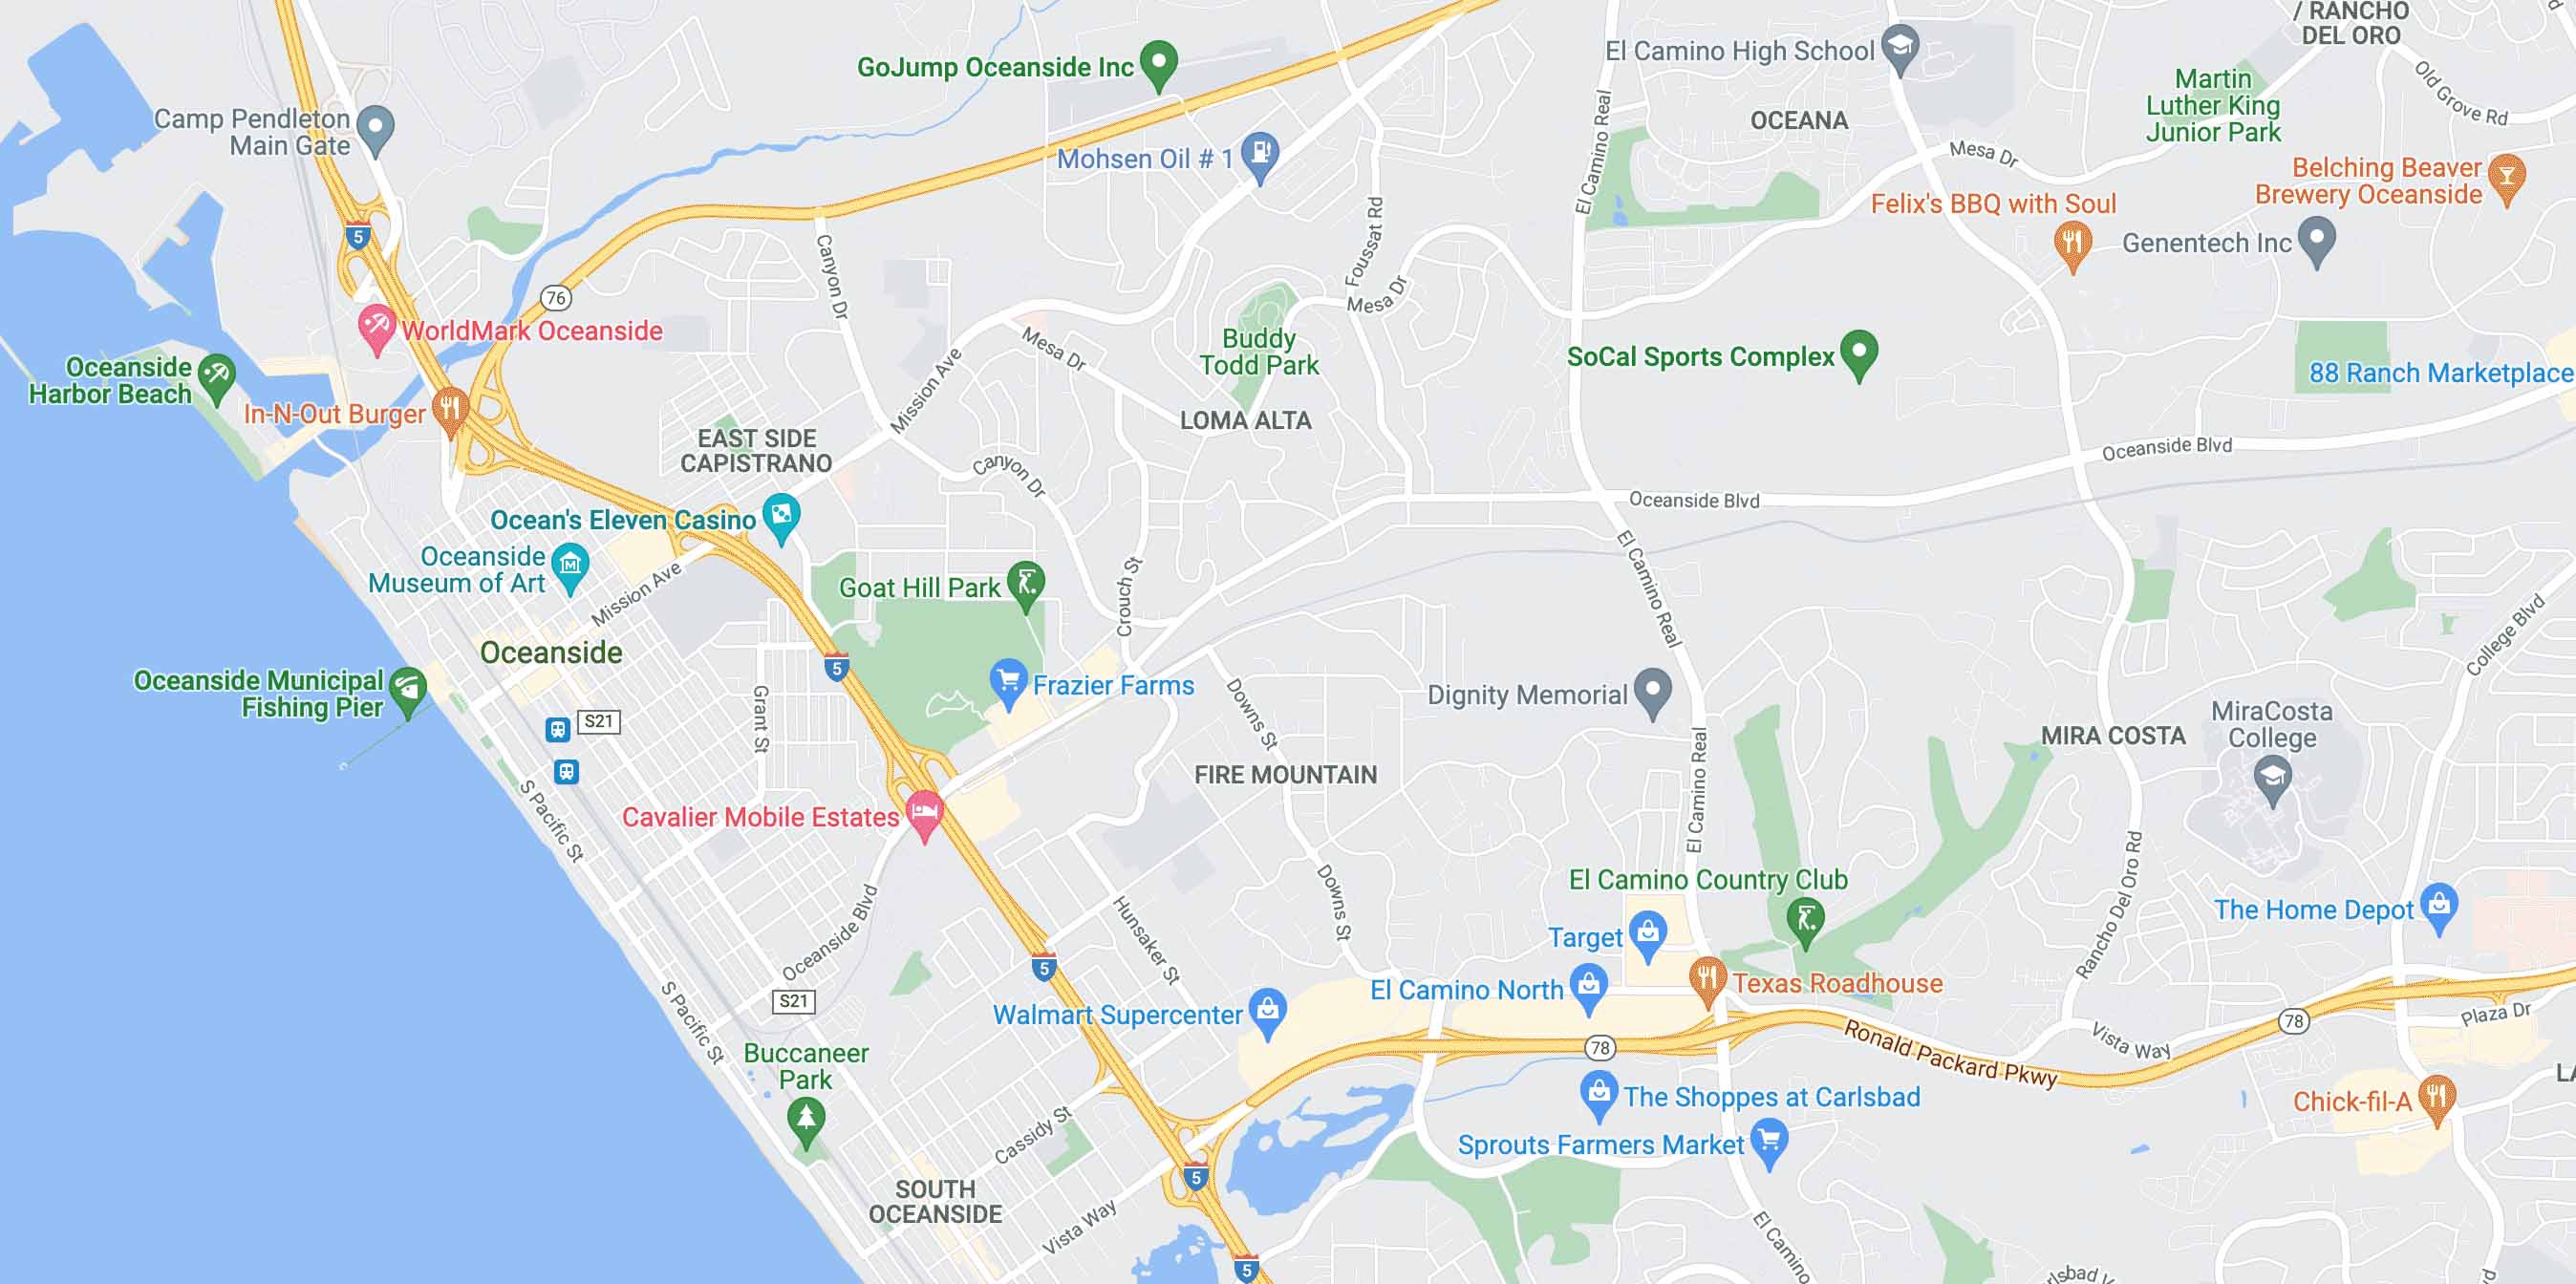 / RANCHO
DEL ORO
El Camino High School
GoJump Oceanside Inc
Old Grove Rd
Martin
Luther King
Junior Park
Camp Pendleton
Main Gate
OCEANA
El Camino Real
Mohsen Oil # 1
Mesa Dr
Belching Beaver
Brewery Oceanside
Felix's BBQ with Soul
Genentech Inc
5
Canyon Dr
Foussat Rd
76
Mesa Dr
WorldMark Oceanside
Mesa Dr
Buddy
Todd Park
SoCal Sports Complex
Oceanside
Harbor Beach
88 Ranch Marketplace
Mission Ave
In-N-Out Burger
LOMA ALTA
EAST SIDE
CAPISTRANO
Oceanside Blvd
Canyon Dr
Oceanside Blvd
Ocean's Eleven Casino
Oceanside
Museum of Art
Mission Ave
Goat Hill Park
Crouch St
El Camino Real
College Blvd
Oceanside
5
Oceanside Municipal
Fishing Pier
Frazier Farms
Dignity Memorial
Downs St
Grant St
S21
MIRA COSTA
MiraCosta
College
FIRE MOUNTAIN
El Camino Real
S Pacific St
Cavalier Mobile Estates
El Camino Country Club
Downs St
Hunsaker St
Rancho Del Oro Rd
The Home Depot
Oceanside Blvd
Target
5
El Camino North
Texas Roadhouse
S21
Walmart Supercenter
S Pacific St
78
Plaza Dr
78
Ronald Packard Pkwy
Vista Way
Buccaneer
Park
LA
The Shoppes at Carlsbad
Chick-fil-A
Cassidy St
Sprouts Farmers Market
5
SOUTH
OCEANSIDE
Vista Way
El Camino
5